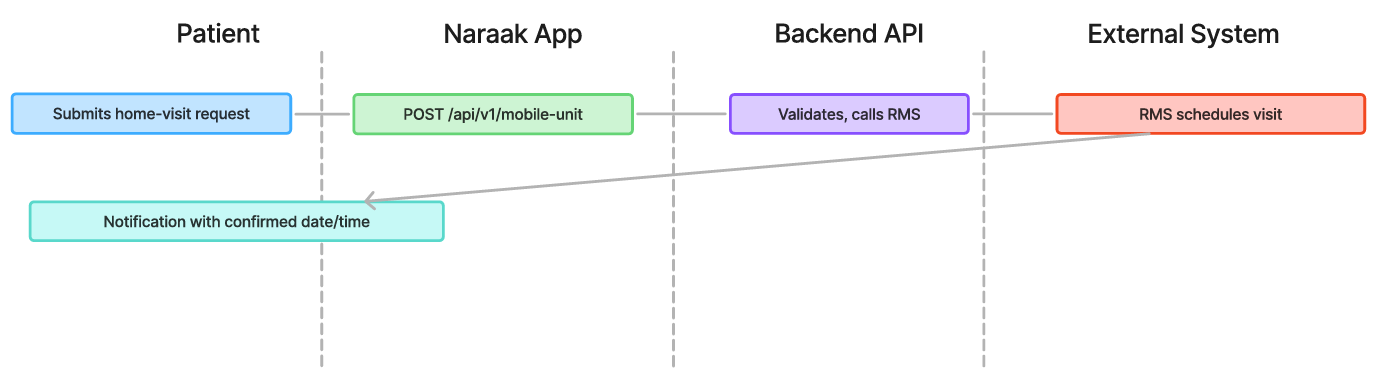 Patient
Naraak App
Backend API
External System
Submits home-visit request
POST /api/v1/mobile-unit
Validates, calls RMS
RMS schedules visit
Notification with confirmed date/time